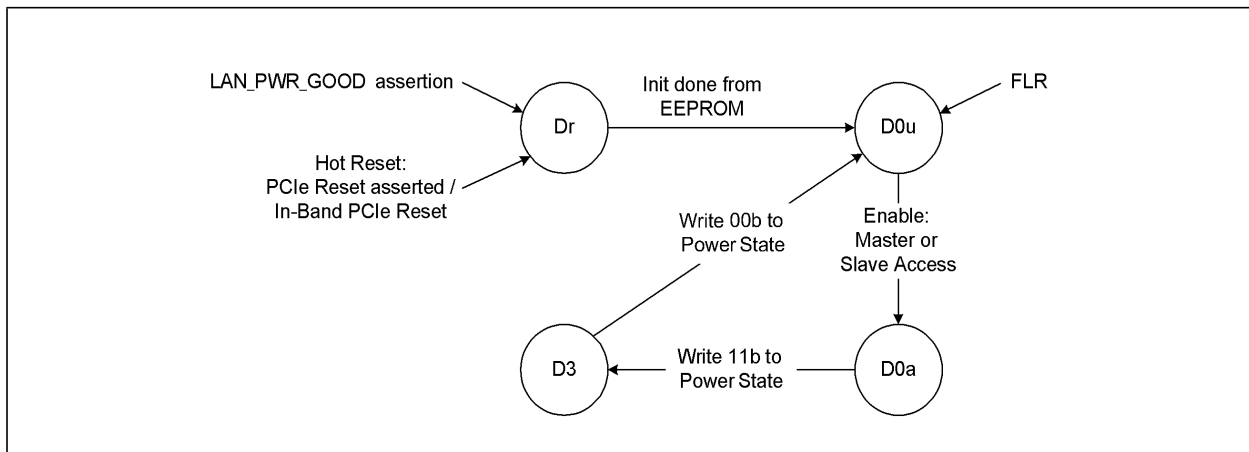 LAN_PWR_GOOD assertion
Init done from
EEPROM
FLR
Dr
D0u
Hot Reset:
PCIe Reset asserted /
In-Band PCIe Reset
Write 00b to
Power State
Enable:
Master or
Slave Access
D3
Write 11b to
Power State
D0a